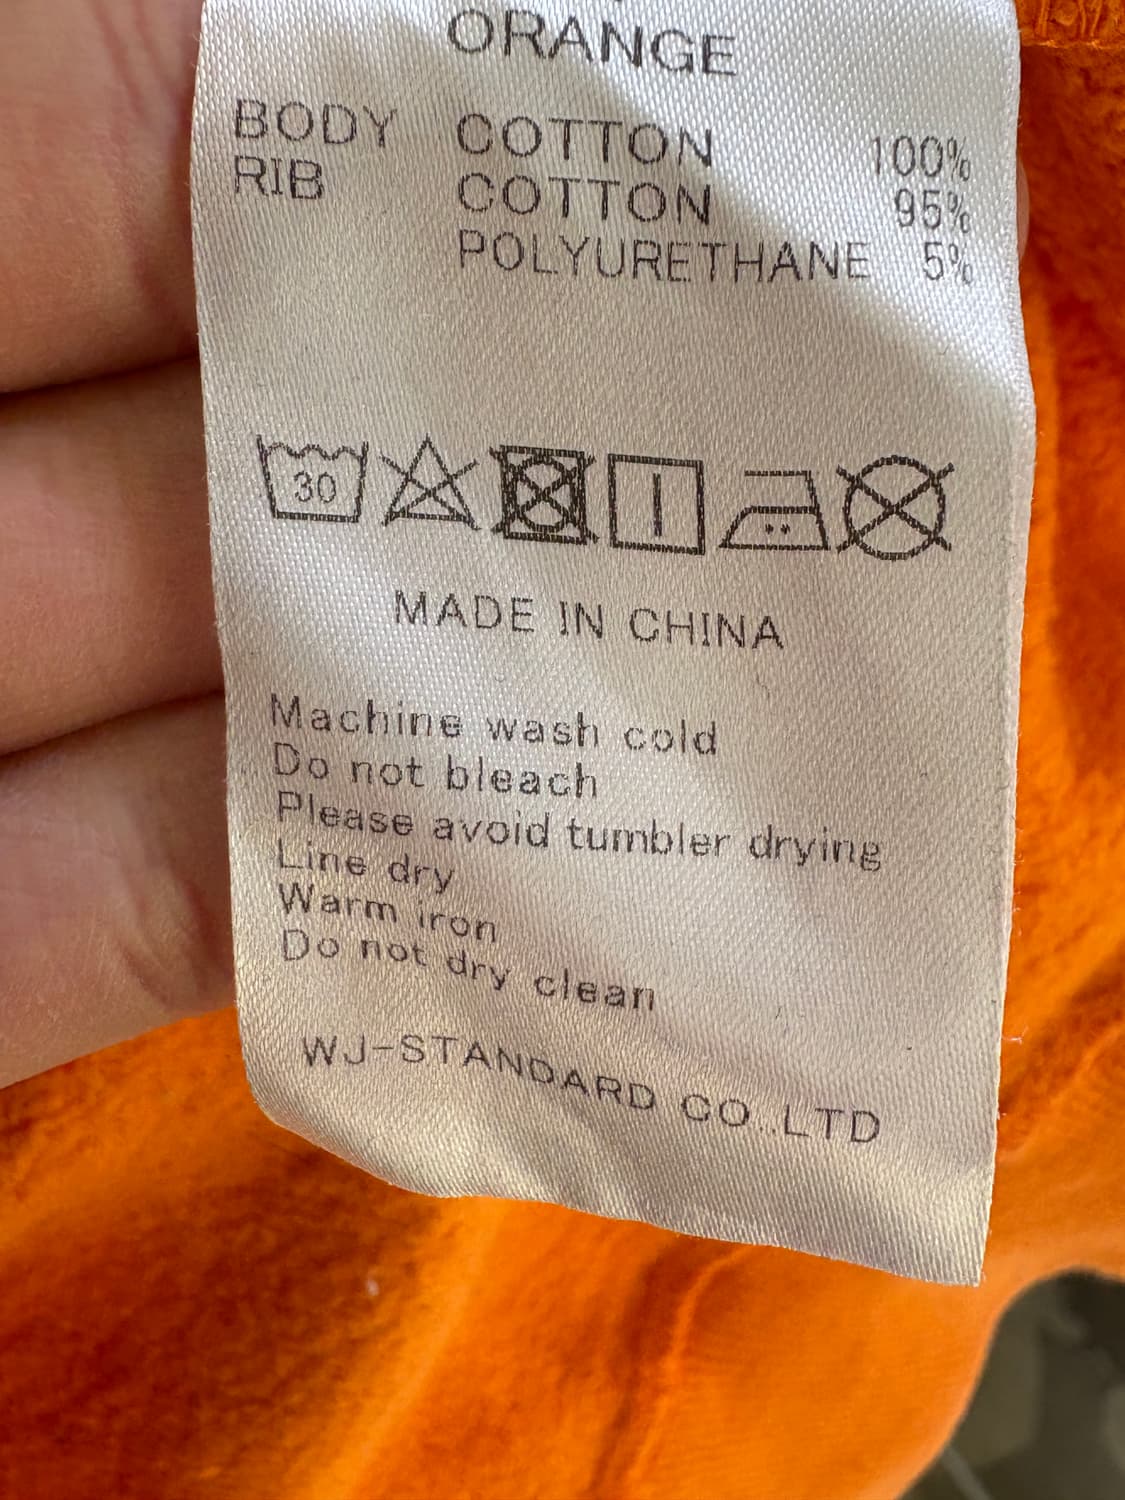 ORANGE
BODY COTTON 100%
RIB COTTON 95%
POLYURETHANE 5%
30
MADE IN CHINA
Machine wash cold
Do not bleach
Please avoid tumbler drying
Line dry
Warm iron
Do not dry clean
WJ-STANDARD CO.,LTD